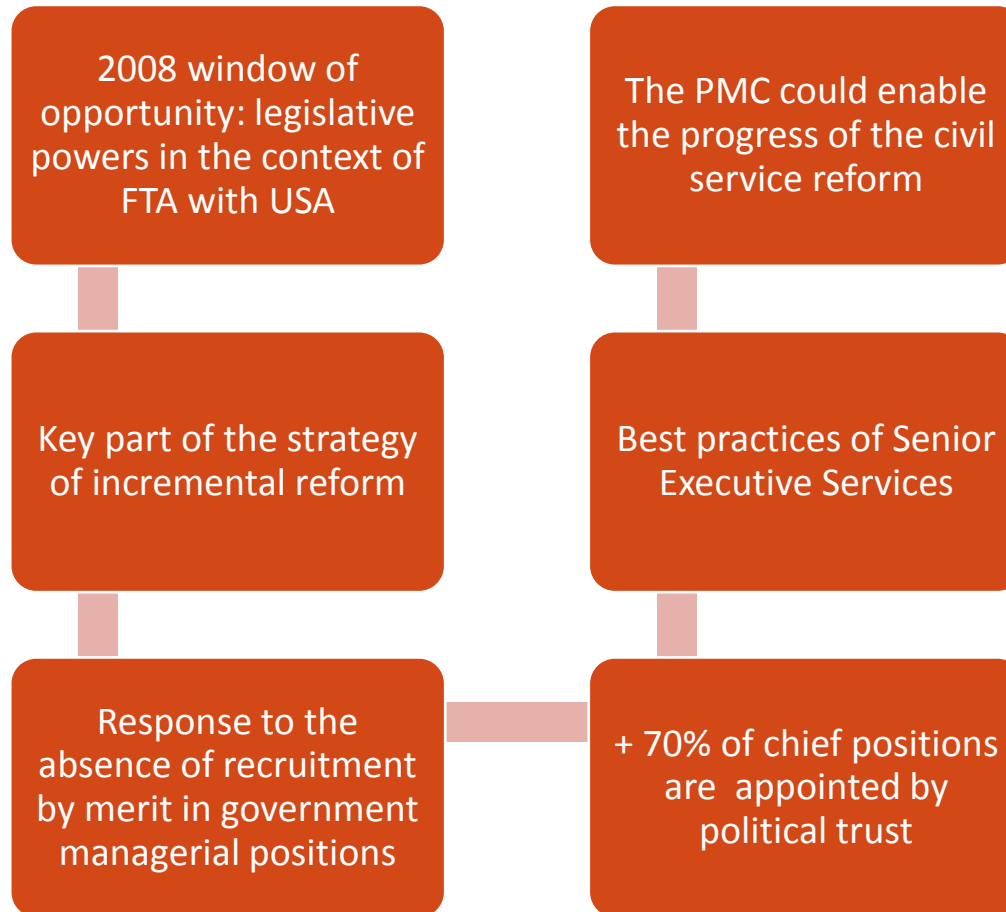 2008 window of
opportunity: legislative
powers in the context of
FTA with USA
Key part of the strategy
of incremental reform
Response to the
absence of recruitment
by merit in government
managerial positions
+ 70% of chief positions
are appointed by
political trust
Best practices of Senior
Executive Services
The PMC could enable
the progress of the civil
service reform